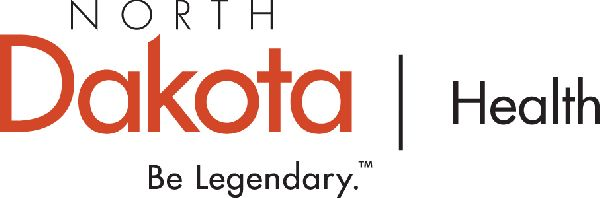 NORTH
Dakota | Health
Be Legendary.™